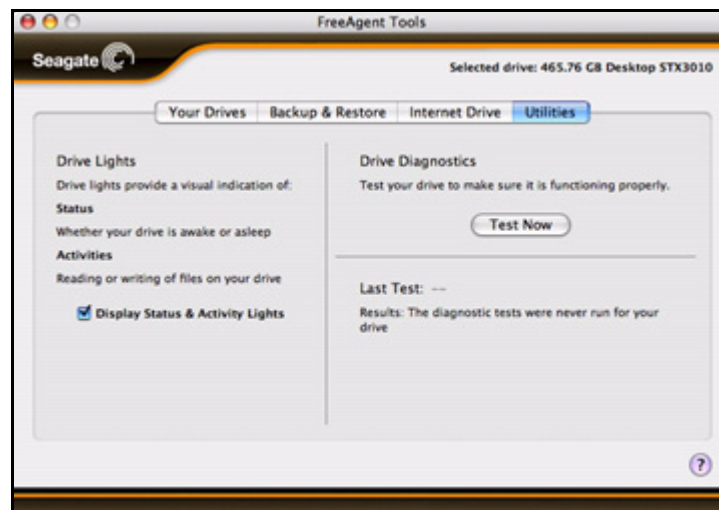 FreeAgent Tools
Seagate
Selected drive: 465.76 GB Desktop STX3010
Your Drives Backup & Restore Internet Drive Utilities
Drive Lights
Drive lights provide a visual indication of:
Status
Whether your drive is awake or asleep
Activities
Reading or writing of files on your drive
Display Status & Activity Lights
Drive Diagnostics
Test your drive to make sure it is functioning properly.
Test Now
Last Test: --
Results: The diagnostic tests were never run for your
drive
?